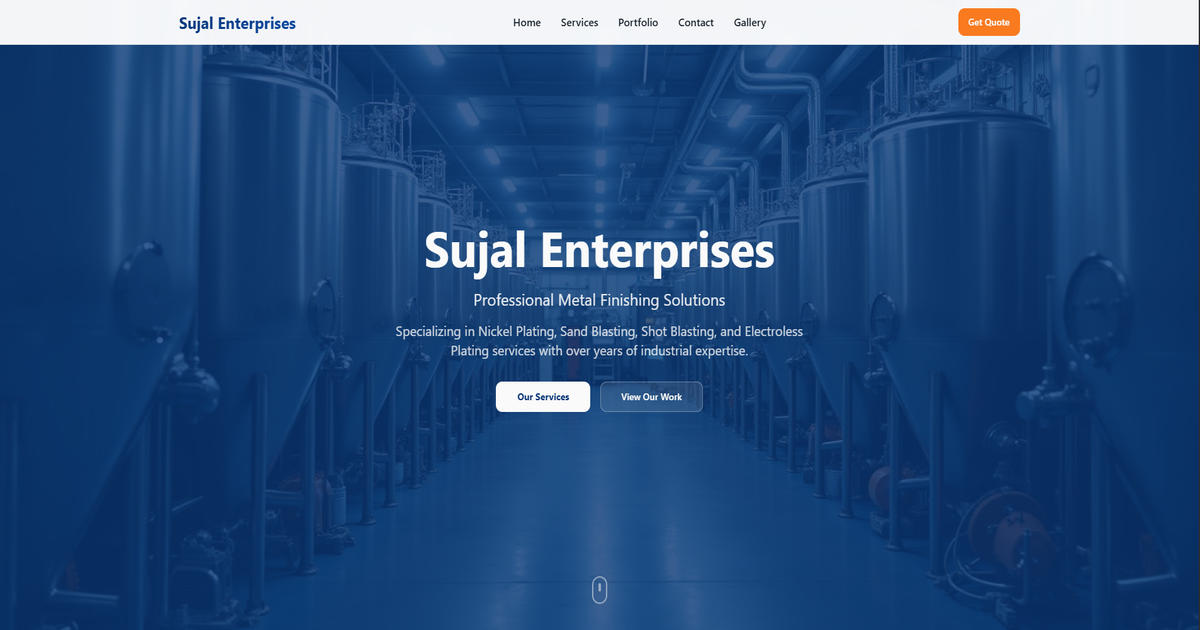 Sujal Enterprises
Home Services Portfolio Contact Gallery
Get Quote
Sujal Enterprises
Professional Metal Finishing Solutions
Specializing in Nickel Plating, Sand Blasting, Shot Blasting, and Electroless
Plating services with over years of industrial expertise.
Our Services
View Our Work